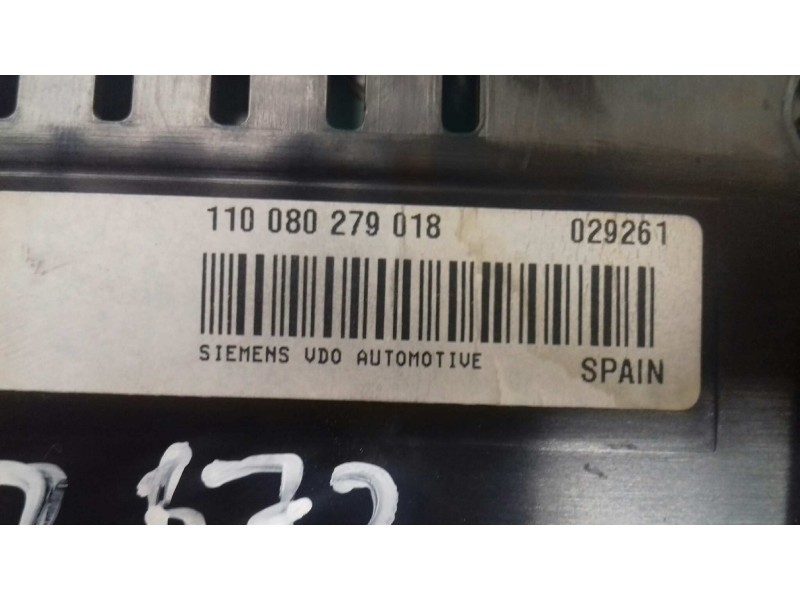 110 080 279 018 029261
SIEMENS VDO AUTOMOTIVE SPAIN